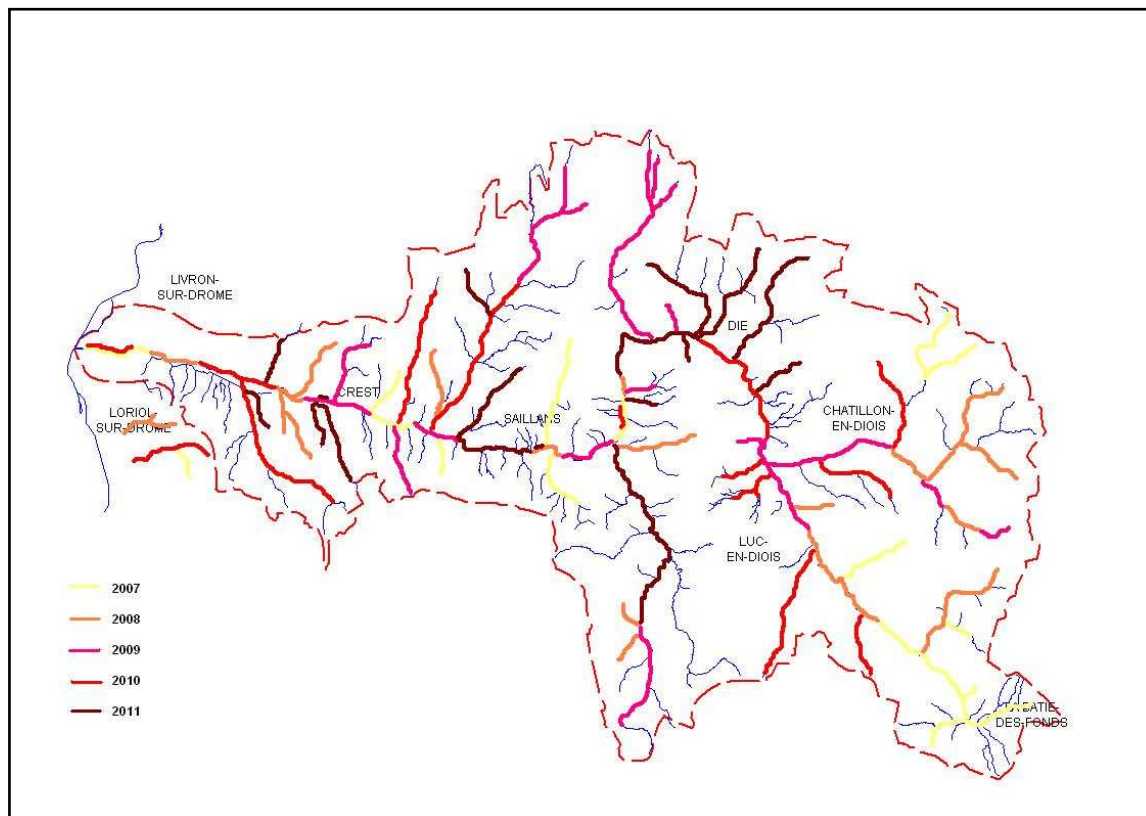 LIVRON-
SUR-DROME
DIE
CREST
LORIOL
SUR-DROME
SAILLANS
CHATILLON-
EN-DIOIS
LUC-
EN-DIOIS
2007
2008
2009
2010
2011
DES-FONDS